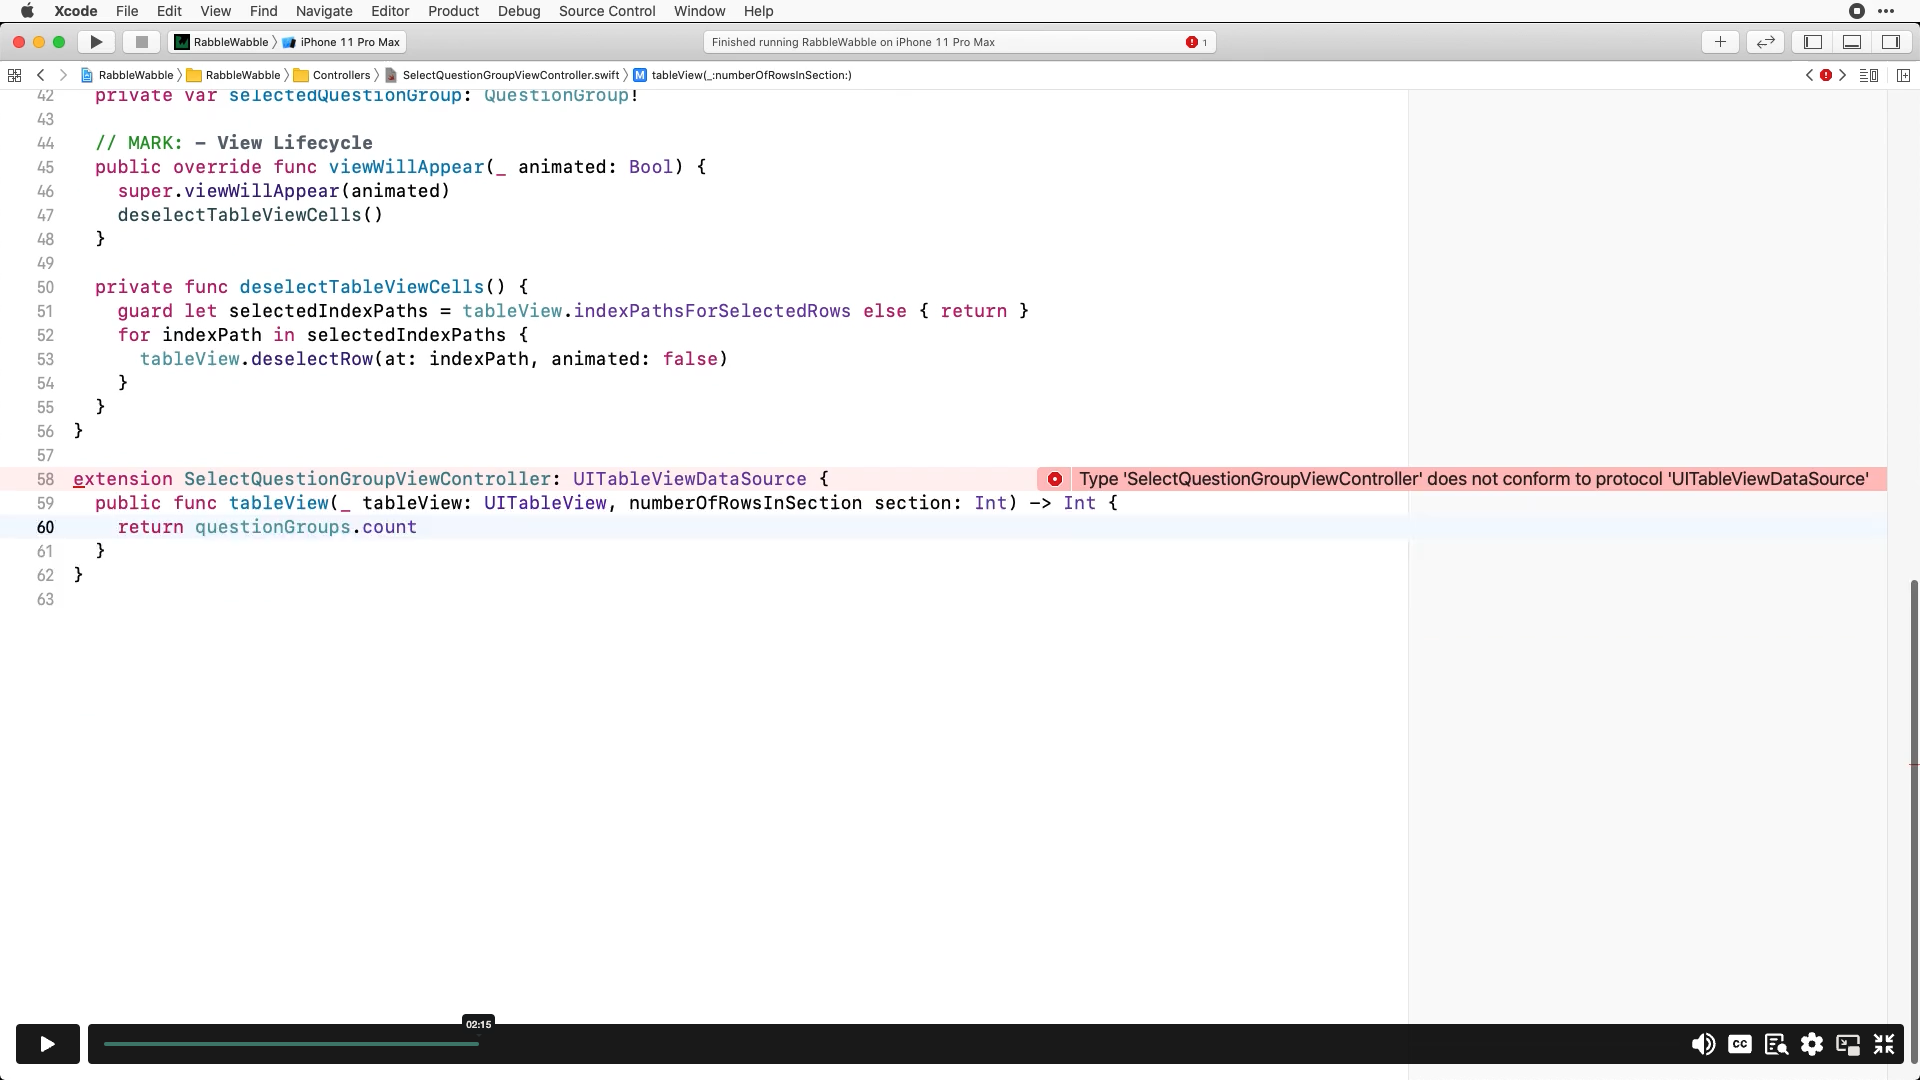 Xcode File Edit View Find Navigate Editor Product Debug Source Control Window Help
RabbleWabble iPhone 11 Pro Max Finished running RabbleWabble on iPhone 11 Pro Max 1
RabbleWabble RabbleWabble Controllers SelectQuestionGroupViewController.swift M tableView(_:numberOfRowsInSection:)
42 private var selectedQuestionGroup: QuestionGroup!
43
44 // MARK: - View Lifecycle
45 public override func viewWillAppear(_ animated: Bool) {
46 super.viewWillAppear(animated)
47 deselectTableViewCells()
48 }
49
50 private func deselectTableViewCells() {
51 guard let selectedIndexPaths = tableView.indexPathsForSelectedRows else { return }
52 for indexPath in selectedIndexPaths {
53 tableView.deselectRow(at: indexPath, animated: false)
54 }
55 }
56 }
57
58 extension SelectQuestionGroupViewController: UITableViewDataSource { Type 'SelectQuestionGroupViewController' does not conform to protocol 'UITableViewDataSource'
59 public func tableView(_ tableView: UITableView, numberOfRowsInSection section: Int) -> Int {
60 return questionGroups.count
61 }
62 }
63
02:15
CC